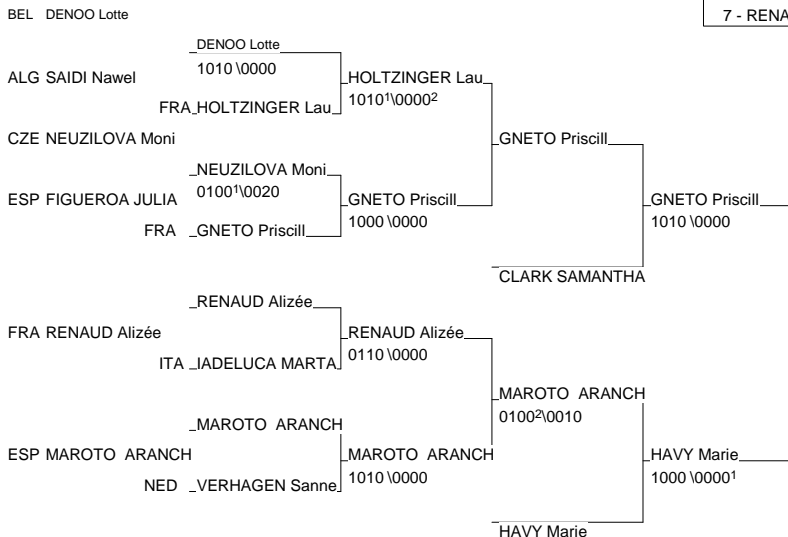 BEL DENOO Lotte
7 - RENA
DENOO Lotte
1010 \0000
ALG SAIDI Nawel
HOLTZINGER Lau
1010¹\0000²
FRA HOLTZINGER Lau
CZE NEUZILOVA Moni
GNETO Priscill
NEUZILOVA Moni
0100¹\0020
ESP FIGUEROA JULIA
GNETO Priscill
1000 \0000
GNETO Priscill
1010 \0000
FRA GNETO Priscill
CLARK SAMANTHA
RENAUD Alizée
FRA RENAUD Alizée
RENAUD Alizée
0110 \0000
ITA IADELUCA MARTA
MAROTO ARANCH
0100²\0010
MAROTO ARANCH
ESP MAROTO ARANCH
MAROTO ARANCH
1010 \0000
HAVY Marie
1000 \0000¹
NED VERHAGEN Sanne
HAVY Marie